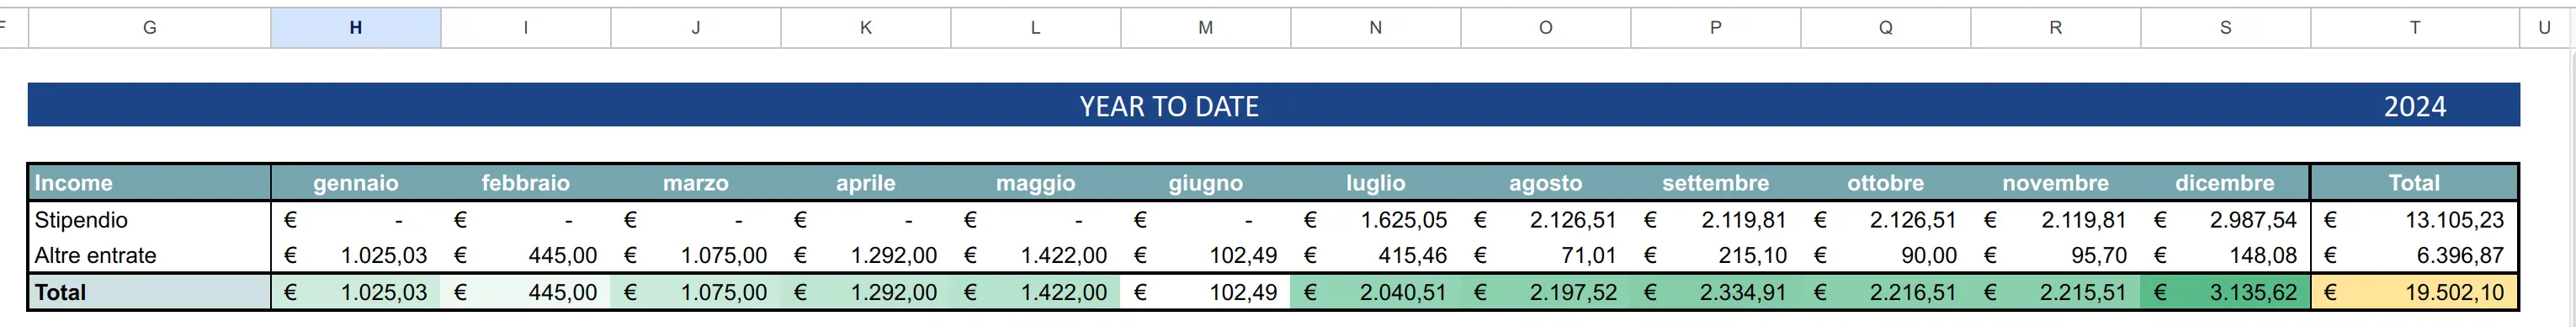 F G H I J K L M N O P Q R S T U
YEAR TO DATE 2024
Income gennaio febbraio marzo aprile maggio giugno luglio agosto settembre ottobre novembre dicembre Total
Stipendio € - € - € - € - € - € - € 1.625,05 € 2.126,51 € 2.119,81 € 2.126,51 € 2.119,81 € 2.987,54 € 13.105,23
Altre entrate € 1.025,03 € 445,00 € 1.075,00 € 1.292,00 € 1.422,00 € 102,49 € 415,46 € 71,01 € 215,10 € 90,00 € 95,70 € 148,08 € 6.396,87
Total € 1.025,03 € 445,00 € 1.075,00 € 1.292,00 € 1.422,00 € 102,49 € 2.040,51 € 2.197,52 € 2.334,91 € 2.216,51 € 2.215,51 € 3.135,62 € 19.502,10